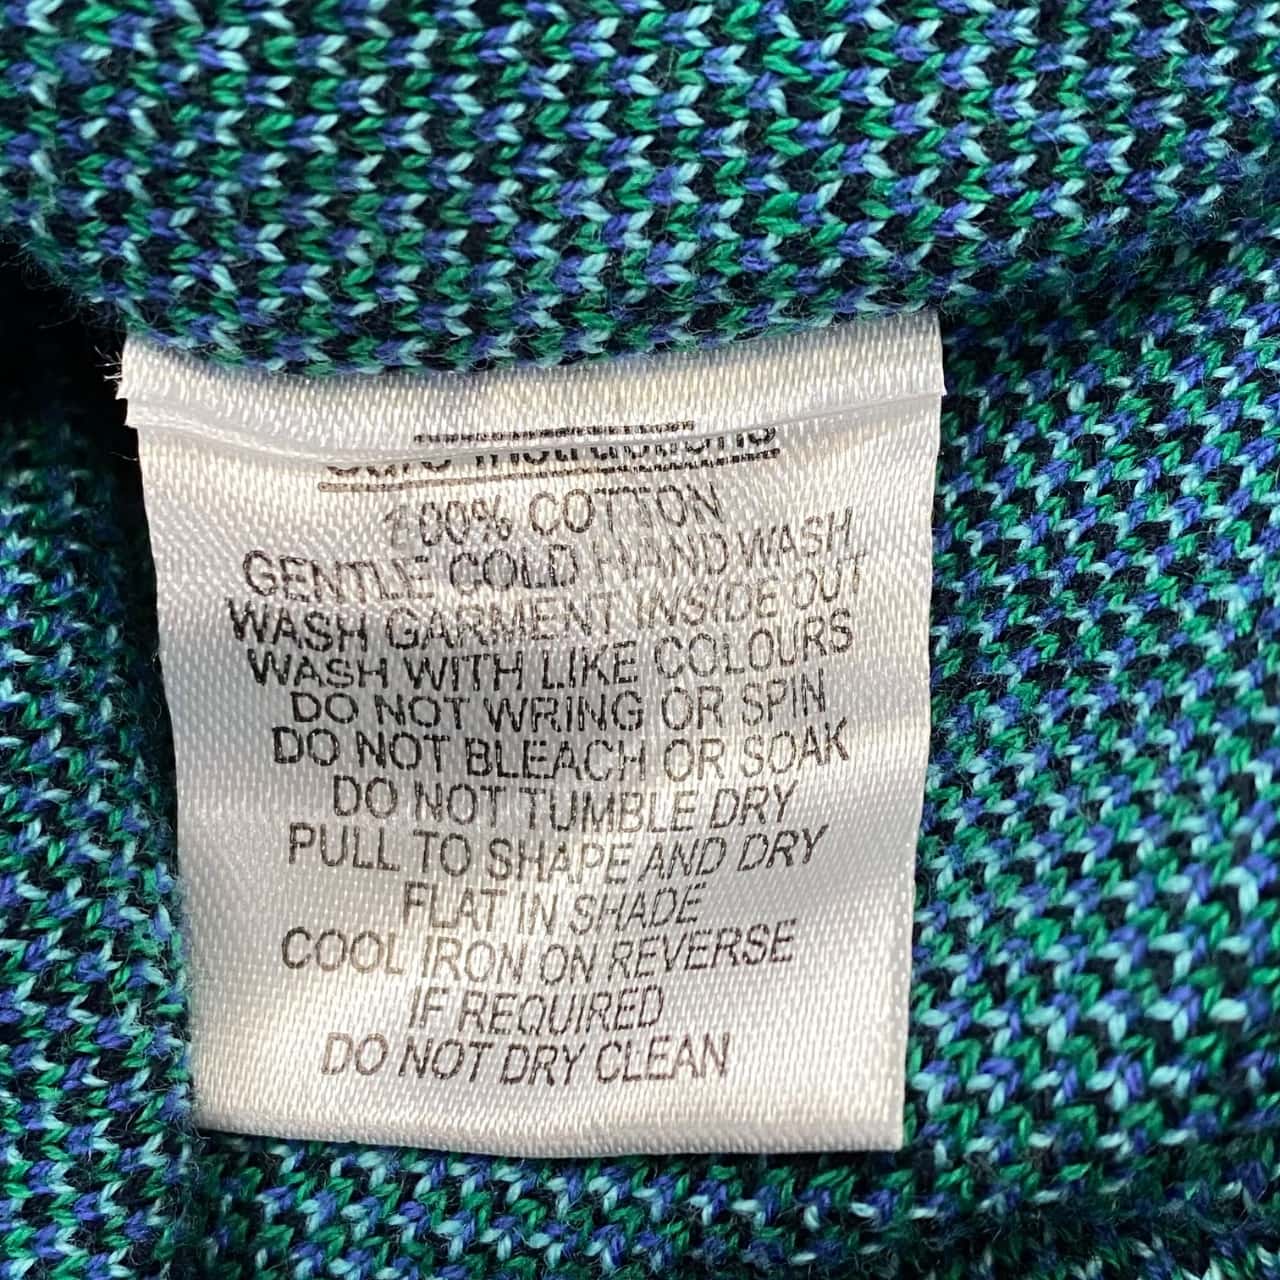 Care Instructions
100% COTTON
GENTLE COLD HAND WASH
WASH GARMENT INSIDE OUT
WASH WITH LIKE COLOURS
DO NOT WRING OR SPIN
DO NOT BLEACH OR SOAK
DO NOT TUMBLE DRY
PULL TO SHAPE AND DRY
FLAT IN SHADE
COOL IRON ON REVERSE
IF REQUIRED
DO NOT DRY CLEAN